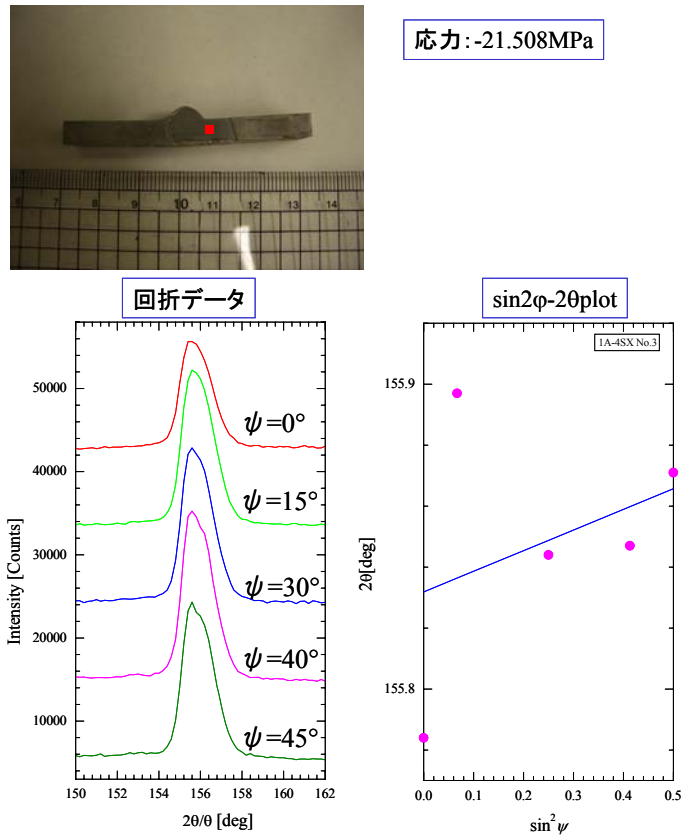 応力:-21.508MPa
6 7 8 9 10 11 12 13 14
回折データ
sin2φ-2θplot
1A-4SX No.3
ψ=0°
ψ=15°
ψ=30°
ψ=40°
ψ=45°
50000
40000
30000
20000
10000
Intensity [Counts]
150 152 154 156 158 160 162
2θ/θ [deg]
155.9
155.8
2θ[deg]
0.0 0.1 0.2 0.3 0.4 0.5
sin²ψ